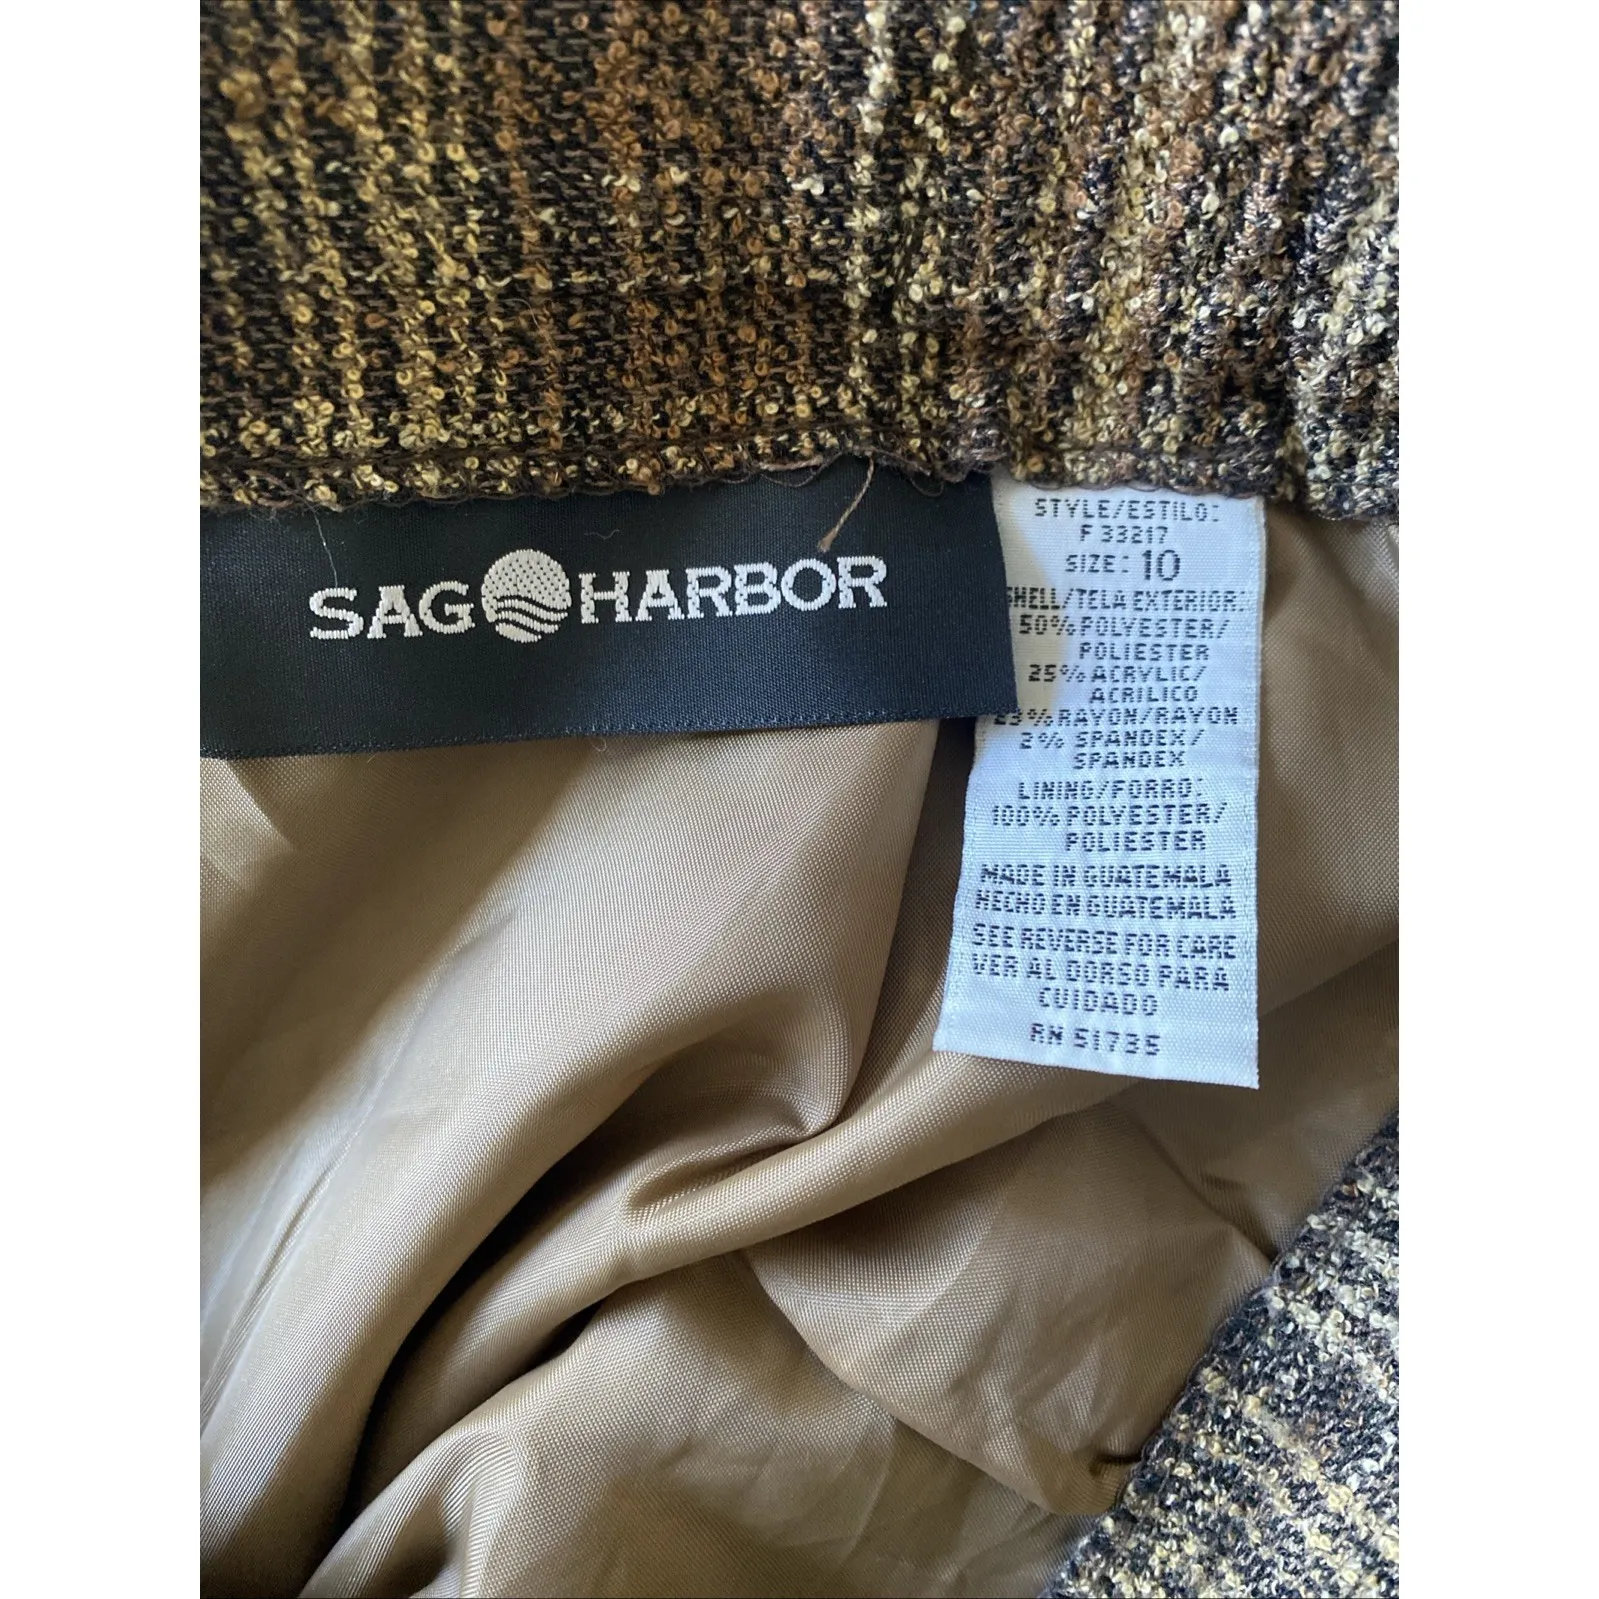 SAG HARBOR
STYLE/ESTILO:
F 33217
SIZE: 10
SHELL/TELA EXTERIOR:
50% POLYESTER/
POLIESTER
25% ACRYLIC/
ACRILICO
23% RAYON/RAYON
2% SPANDEX/
SPANDEX
LINING/FORRO:
100% POLYESTER/
POLIESTER
MADE IN GUATEMALA
HECHO EN GUATEMALA
SEE REVERSE FOR CARE
VER AL DORSO PARA
CUIDADO
RN 51735